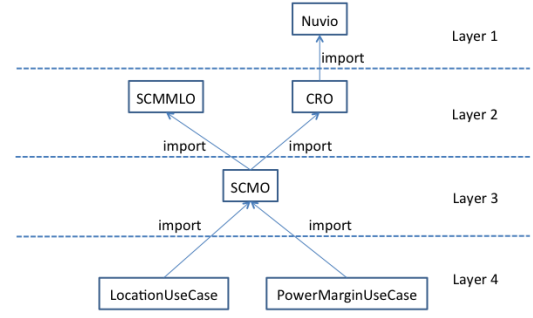 Nuvio
Layer 1
import
SCMMLO
CRO
Layer 2
import
import
SCMO
Layer 3
import
import
Layer 4
LocationUseCase
PowerMarginUseCase